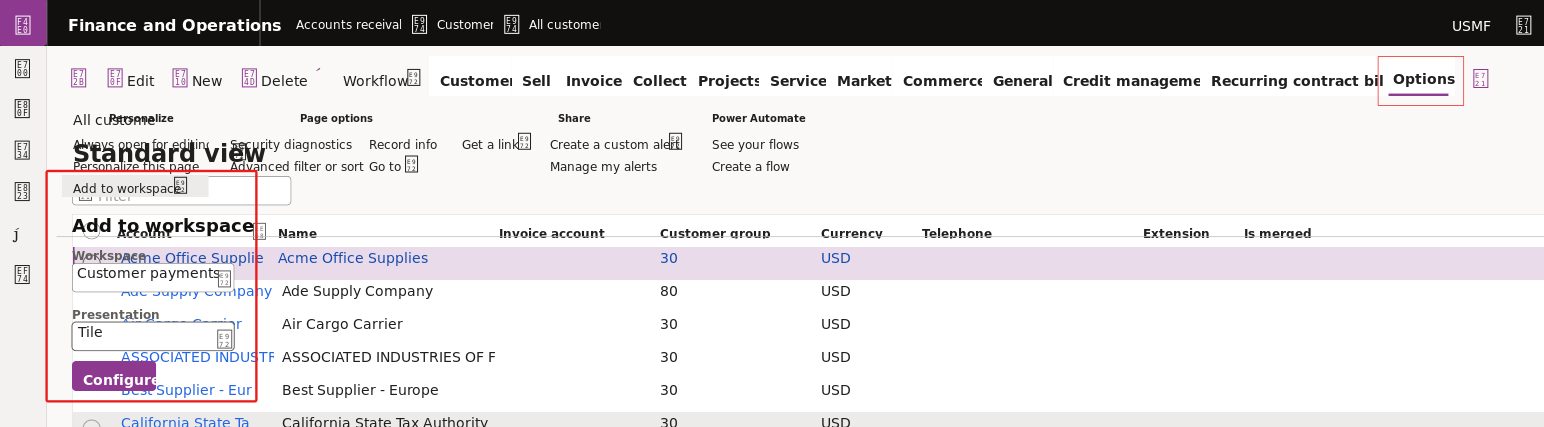 Finance and Operations Accounts receival Customer All custome USMF
Edit New Delete Workflow Customer Sell Invoice Collect Projects Service Market Commerce General Credit manageme Recurring contract bil Options
All custome Personalize Page options Share Power Automate
Always open for editing Security diagnostics Record info Get a link Create a custom alert See your flows
Standard view
Personalize this page Advanced filter or sort Go to Manage my alerts Create a flow
Add to workspace
Filter
Add to workspace
Account Name Invoice account Customer group Currency Telephone Extension Is merged
Workspace
Acme Office Supplie Acme Office Supplies 30 USD
Customer payments
Ade Supply Company Ade Supply Company 80 USD
Presentation
Air Cargo Carrier Air Cargo Carrier 30 USD
Tile
ASSOCIATED INDUSTR ASSOCIATED INDUSTRIES OF F 30 USD
Configure
Best Supplier - Eur Best Supplier - Europe 30 USD
California State Ta California State Tax Authority 30 USD